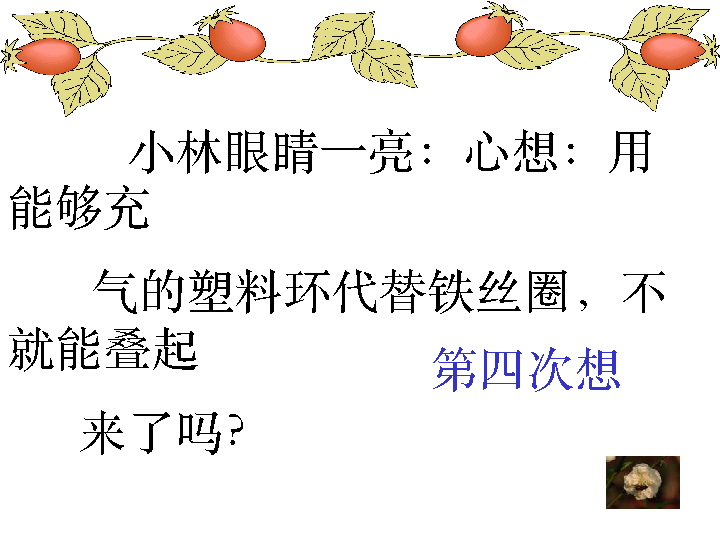 小林眼睛一亮：心想：用
能够充
气的塑料环代替铁丝圈，不
就能叠起
第四次想
来了吗?